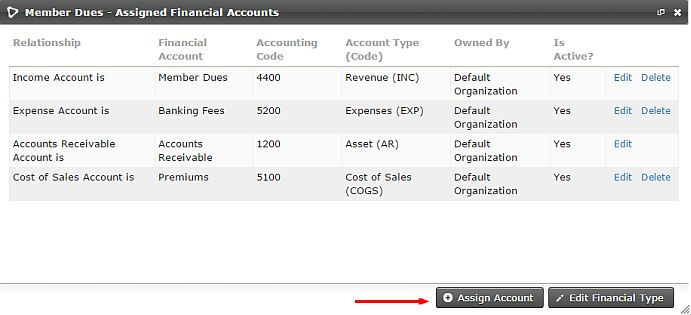 Member Dues - Assigned Financial Accounts
Relationship Financial Account Accounting Code Account Type (Code) Owned By Is Active?
Income Account is Member Dues 4400 Revenue (INC) Default Organization Yes Edit Delete
Expense Account is Banking Fees 5200 Expenses (EXP) Default Organization Yes Edit Delete
Accounts Receivable Account is Accounts Receivable 1200 Asset (AR) Default Organization Yes Edit
Cost of Sales Account is Premiums 5100 Cost of Sales (COGS) Default Organization Yes Edit Delete
Assign Account Edit Financial Type